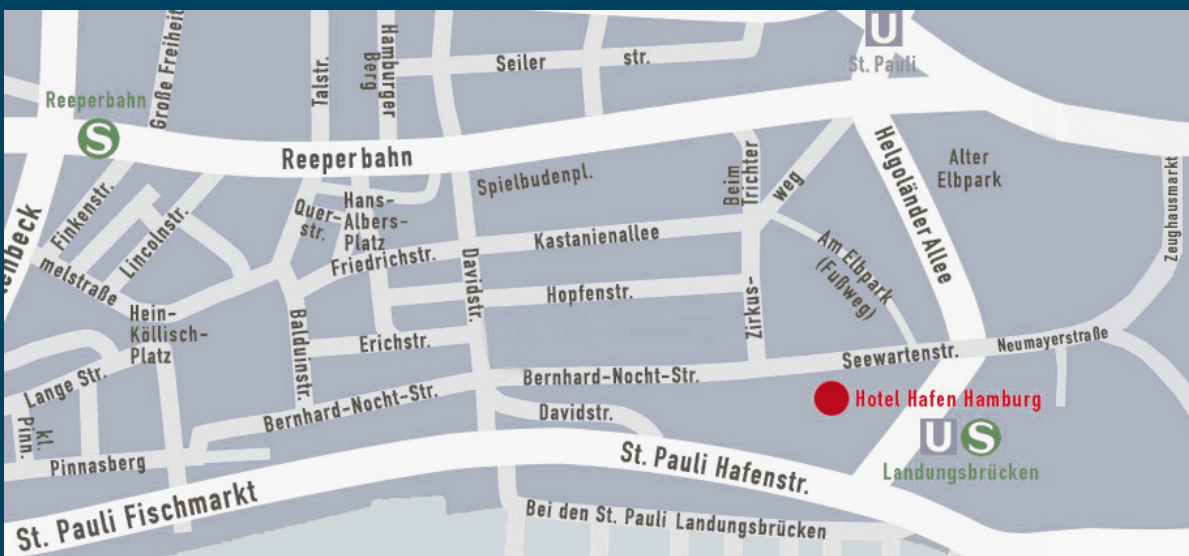 U
St. Pauli
Große Freiheit
Talstr.
Hamburger
Berg
Seiler
str.
Reeperbahn
S
Reeperbahn
Helgoländer Allee
Alter
Elbpark
Zeughausmarkt
Spielbudenpl.
Beim
Trichter
weg
Finkenstr.
Lincolnstr.
Quer-
str.
Hans-
Albers-
Platz
Kastanienallee
Friedrichstr.
Davidstr.
Am Elbpark
(Fußweg)
melstraße
nbeck
Hopfenstr.
Zirkus-
Hein-
Köllisch-
Platz
Balduinstr.
Erichstr.
Seewartenstr.
Neumayerstraße
Lange Str.
Bernhard-Nocht-Str.
Bernhard-Nocht-Str.
Hotel Hafen Hamburg
Davidstr.
kl.
Pinn.
Pinnasberg
U S
Landungsbrücken
St. Pauli Hafenstr.
St. Pauli Fischmarkt
Bei den St. Pauli Landungsbrücken